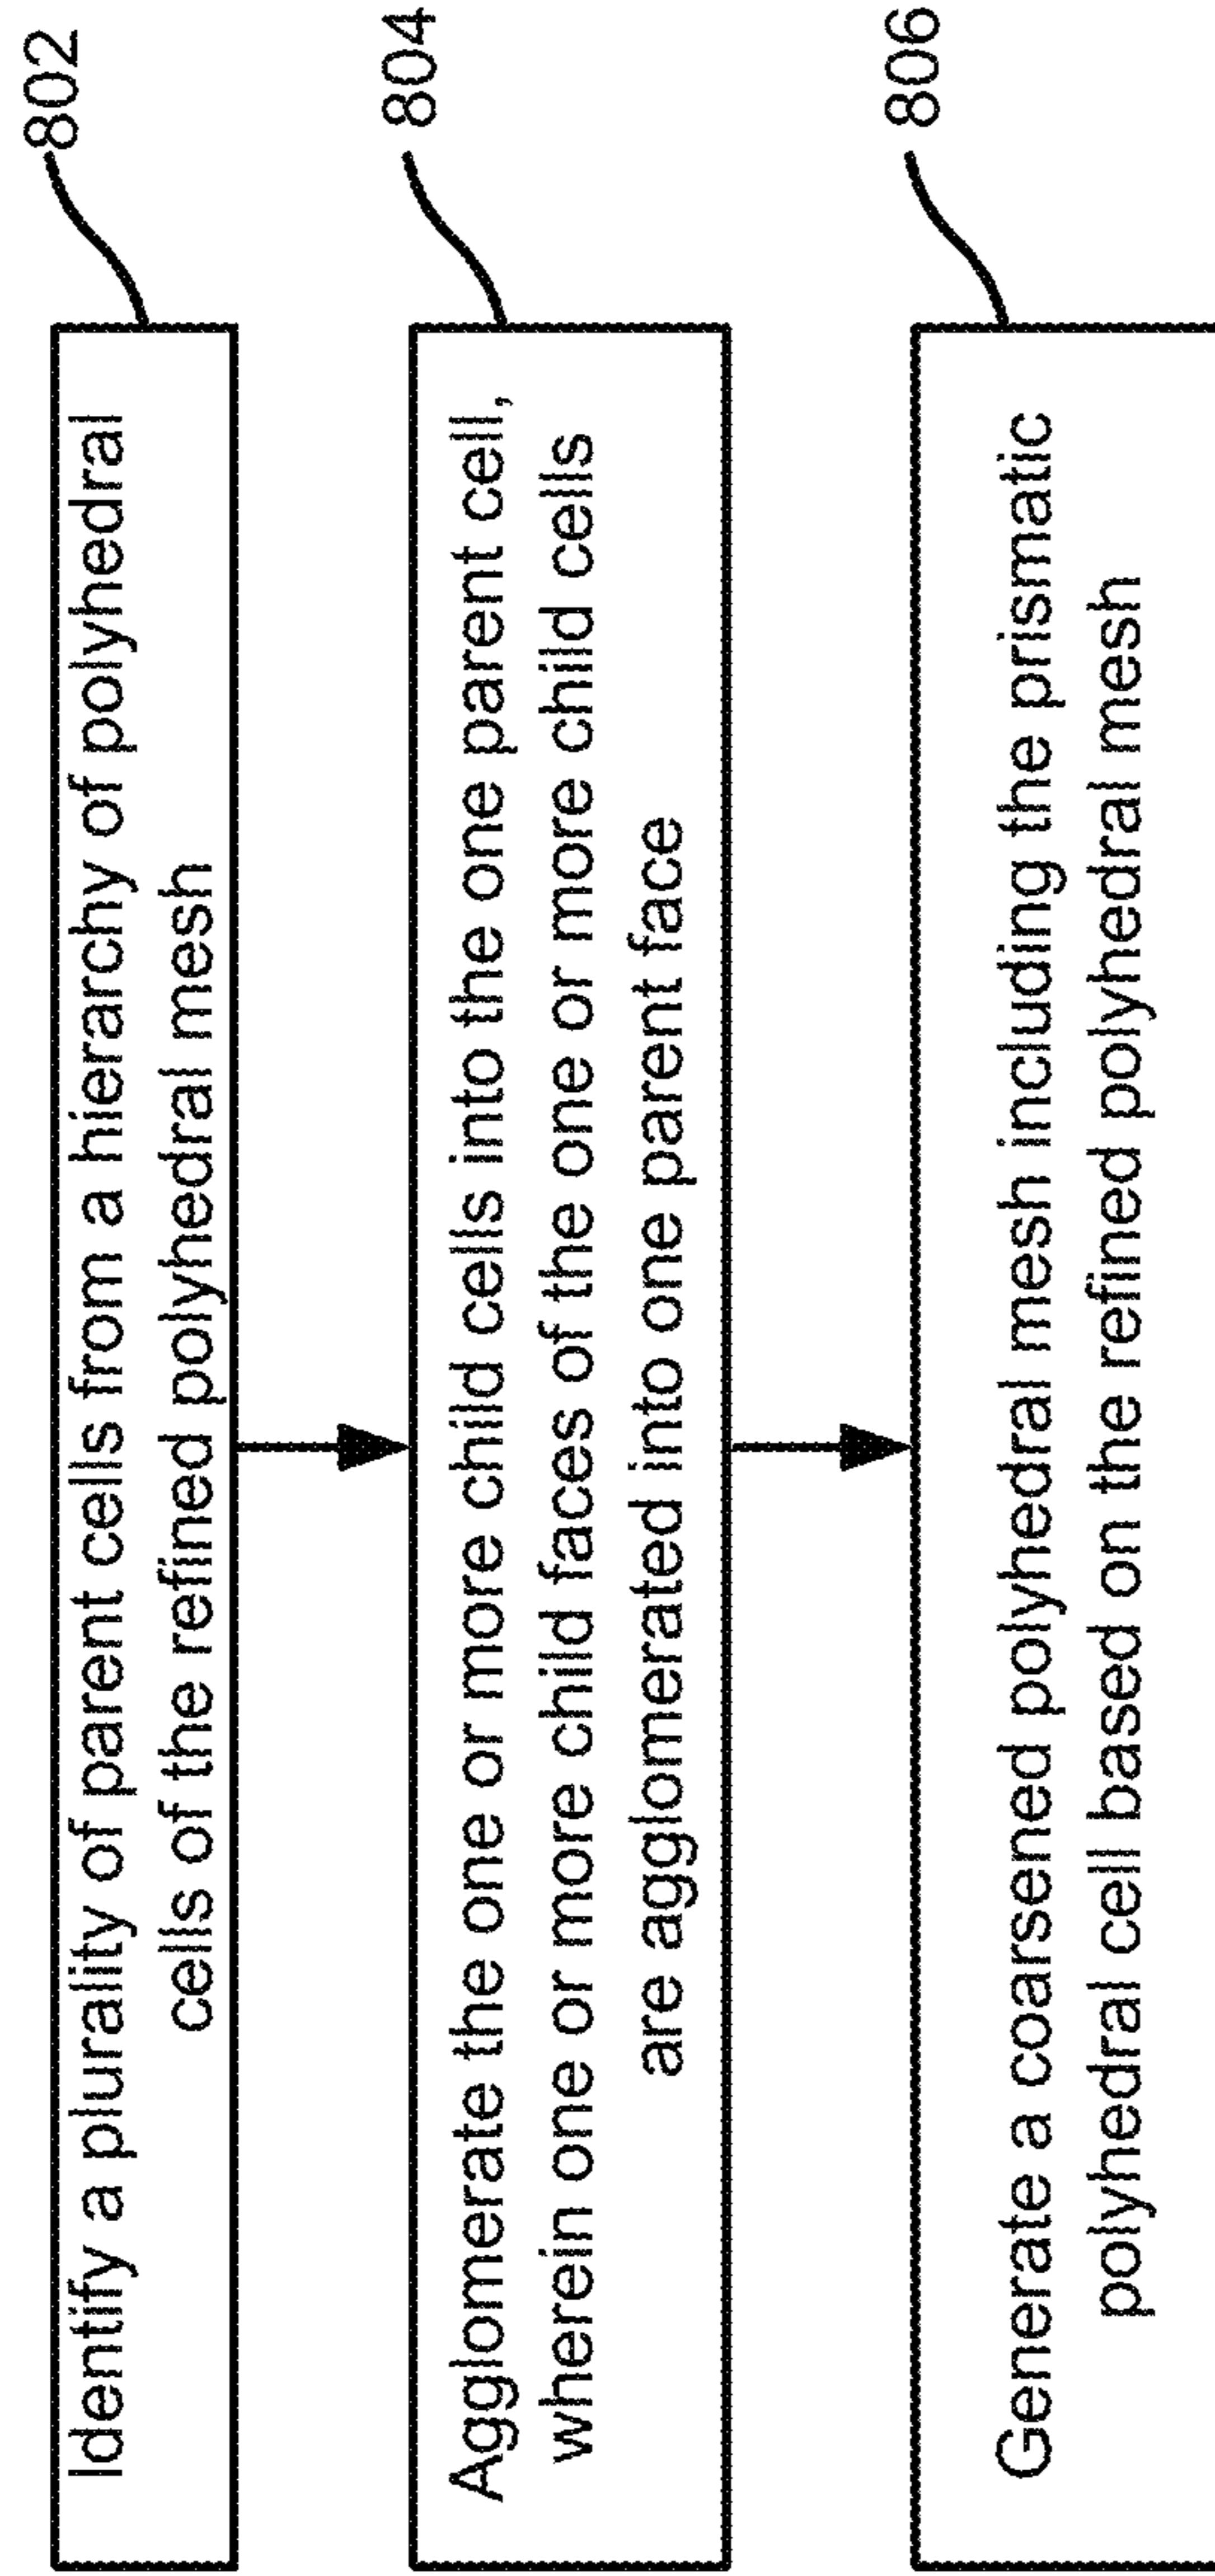 Identify a plurality of parent cells from a hierarchy of polyhedral
cells of the refined polyhedral mesh
802
Agglomerate the one or more child cells into the one parent cell,
wherein one or more child faces of the one or more child cells
are agglomerated into one parent face
804
Generate a coarsened polyhedral mesh including the prismatic
polyhedral cell based on the refined polyhedral mesh
806